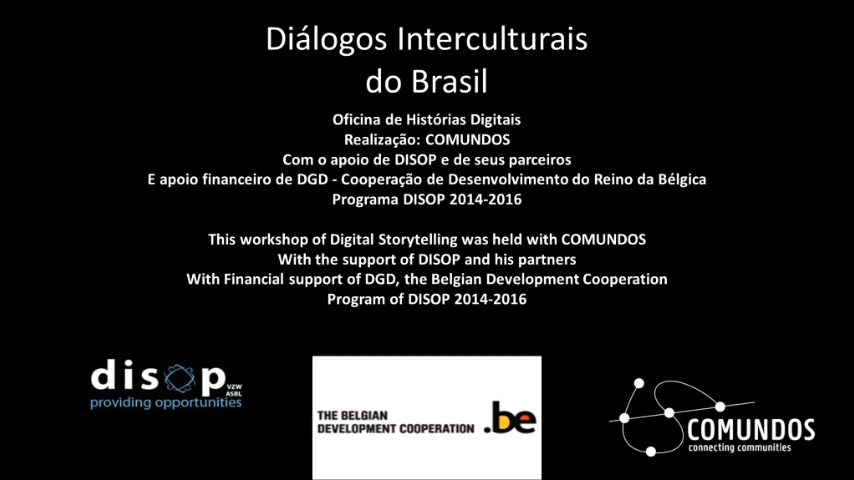 Diálogos Interculturais
do Brasil
Oficina de Histórias Digitais
Realização: COMUNDOS
Com o apoio de DISOP e de seus parceiros
E apoio financeiro de DGD - Cooperação de Desenvolvimento do Reino da Bélgica
Programa DISOP 2014-2016
This workshop of Digital Storytelling was held with COMUNDOS
With the support of DISOP and his partners
With Financial support of DGD, the Belgian Development Cooperation
Program of DISOP 2014-2016
disop
VZW
ASBL
providing opportunities
THE BELGIAN
DEVELOPMENT COOPERATION
.be
COMUNDOS
connecting communities